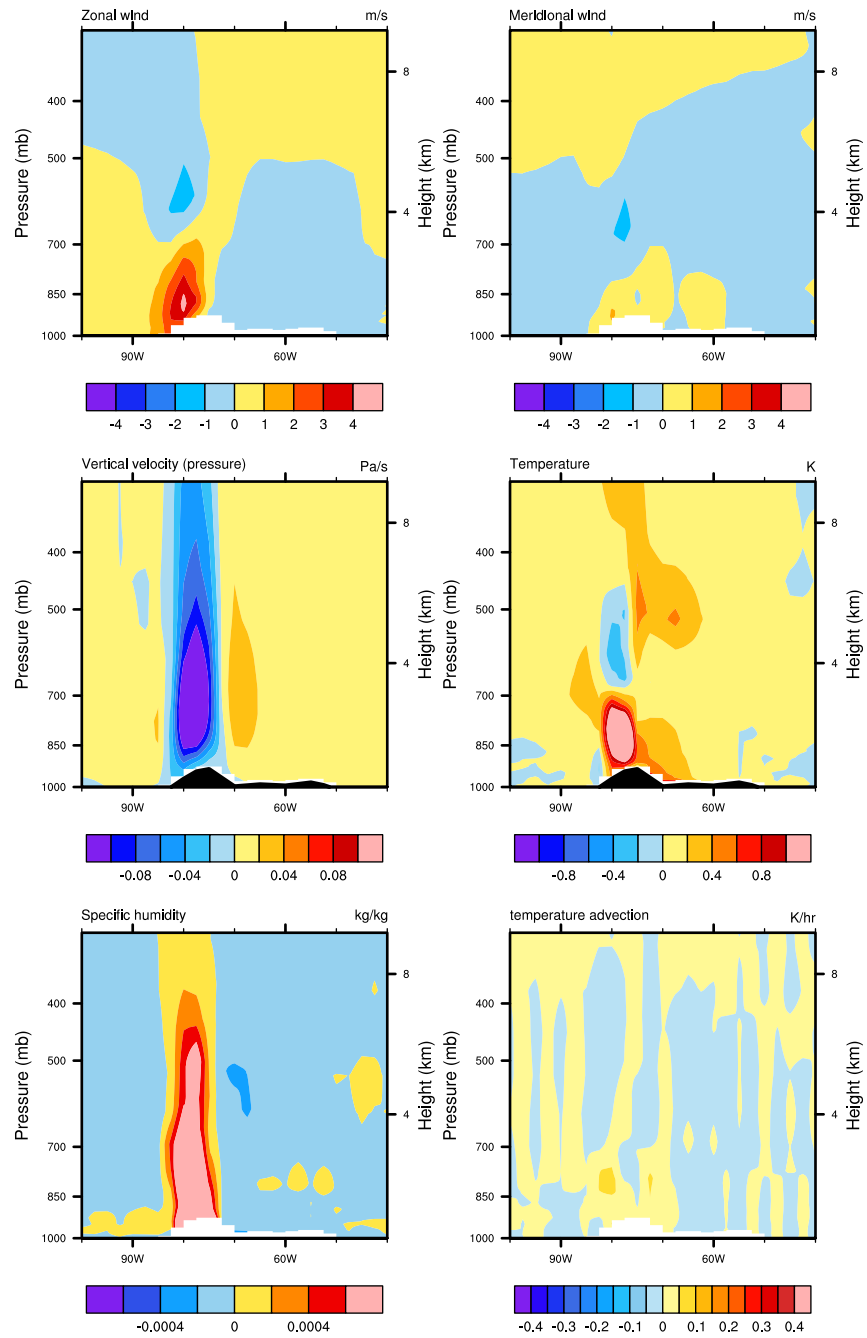 Zonal wind m/s
Meridional wind m/s
Pressure (mb)
400
500
700
850
1000
8
4
Height (km)
90W 60W
-4 -3 -2 -1 0 1 2 3 4
Pressure (mb)
400
500
700
850
1000
8
4
Height (km)
90W 60W
-4 -3 -2 -1 0 1 2 3 4
Vertical velocity (pressure) Pa/s
Temperature K
Pressure (mb)
400
500
700
850
1000
8
4
Height (km)
90W 60W
-0.08 -0.04 0 0.04 0.08
Pressure (mb)
400
500
700
850
1000
8
4
Height (km)
90W 60W
-0.8 -0.4 0 0.4 0.8
Specific humidity kg/kg
temperature advection K/hr
Pressure (mb)
400
500
700
850
1000
8
4
Height (km)
90W 60W
-0.0004 0 0.0004
Pressure (mb)
400
500
700
850
1000
8
4
Height (km)
90W 60W
-0.4 -0.3 -0.2 -0.1 0 0.1 0.2 0.3 0.4